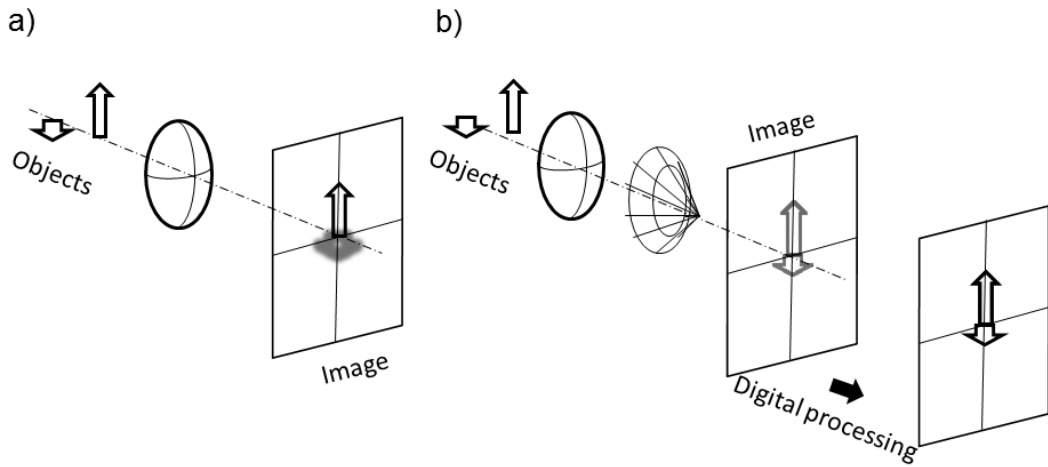 a)
Objects
Image
b)
Objects
Image
Digital processing